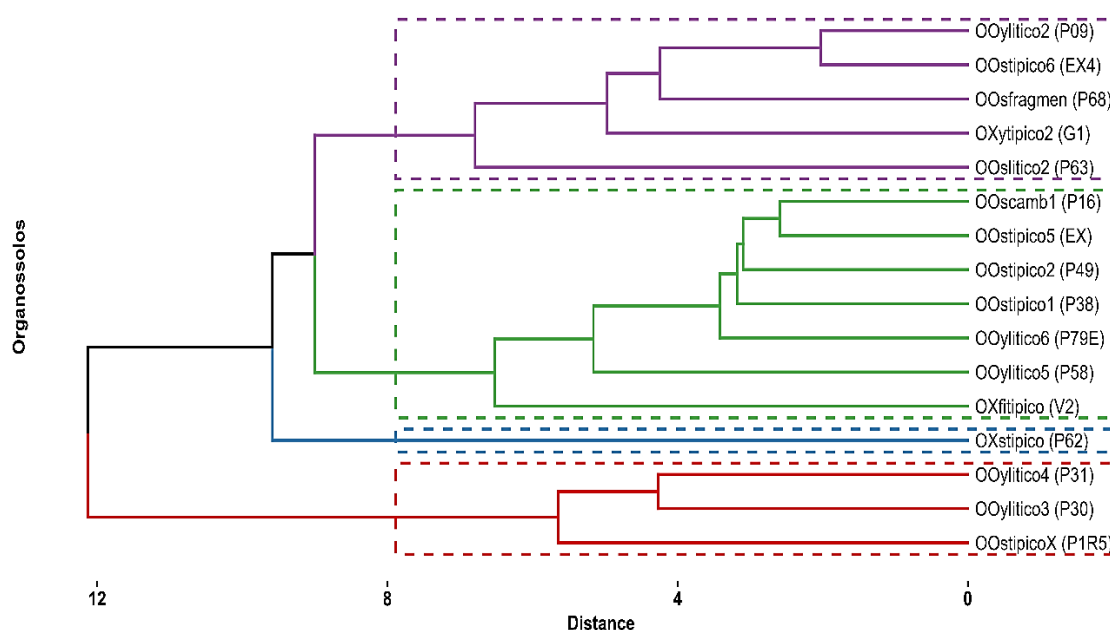 Organossolos
OOylitico2 (P09)
OOstipico6 (EX4)
OOsfragmen (P68)
OXytipico2 (G1)
OOslitico2 (P63)
OOscamb1 (P16)
OOstipico5 (EX)
OOstipico2 (P49)
OOstipico1 (P38)
OOylitico6 (P79E)
OOylitico5 (P58)
OXfitipico (V2)
OXstipico (P62)
OOylitico4 (P31)
OOylitico3 (P30)
OOstipicoX (P1R5)
12 8 4 0
Distance